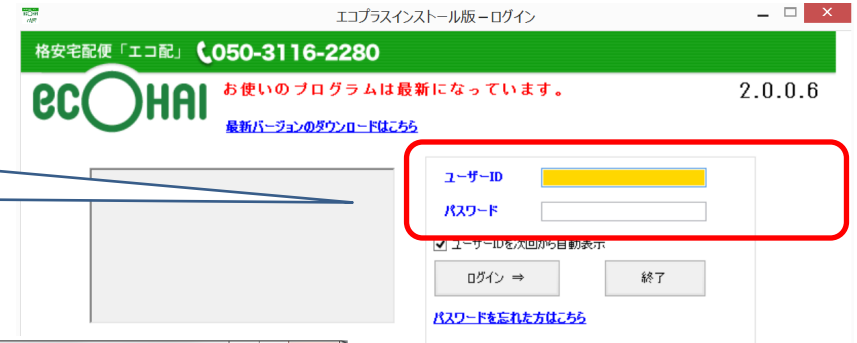 エコプラスインストール版－ログイン
格安宅配便「エコ配」 050-3116-2280
ecoHAI
お使いのプログラムは最新になっています。
2.0.0.6
最新バージョンのダウンロードはこちら
ユーザーID
パスワード
ユーザーIDを次回から自動表示
ログイン ⇒
終了
パスワードを忘れた方はこちら